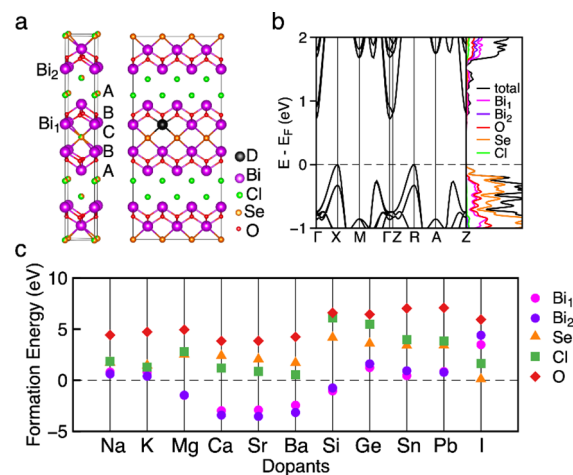 a
Bi2
A
B
Bi1
C
B
A
D
Bi
Cl
Se
O
b
2
1
0
-1
E - EF (eV)
Γ X M Γ Z R A Z
total
Bi1
Bi2
O
Se
Cl
c
Formation Energy (eV)
10
5
0
−5
Na K Mg Ca Sr Ba Si Ge Sn Pb I
Dopants
Bi1
Bi2
Se
Cl
O